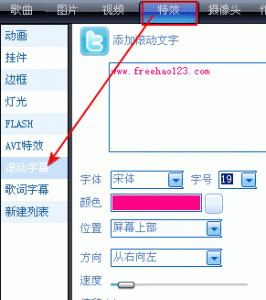 歌曲 图片 视频 特效 摄像头
动画
挂件
边框
灯光
FLASH
AVI特效
滚动字幕
歌词字幕
新建列表
添加滚动文字
www.freehao123.com
字体 宋体 字号 19
颜色
位置 屏幕上部
方向 从右向左
速度